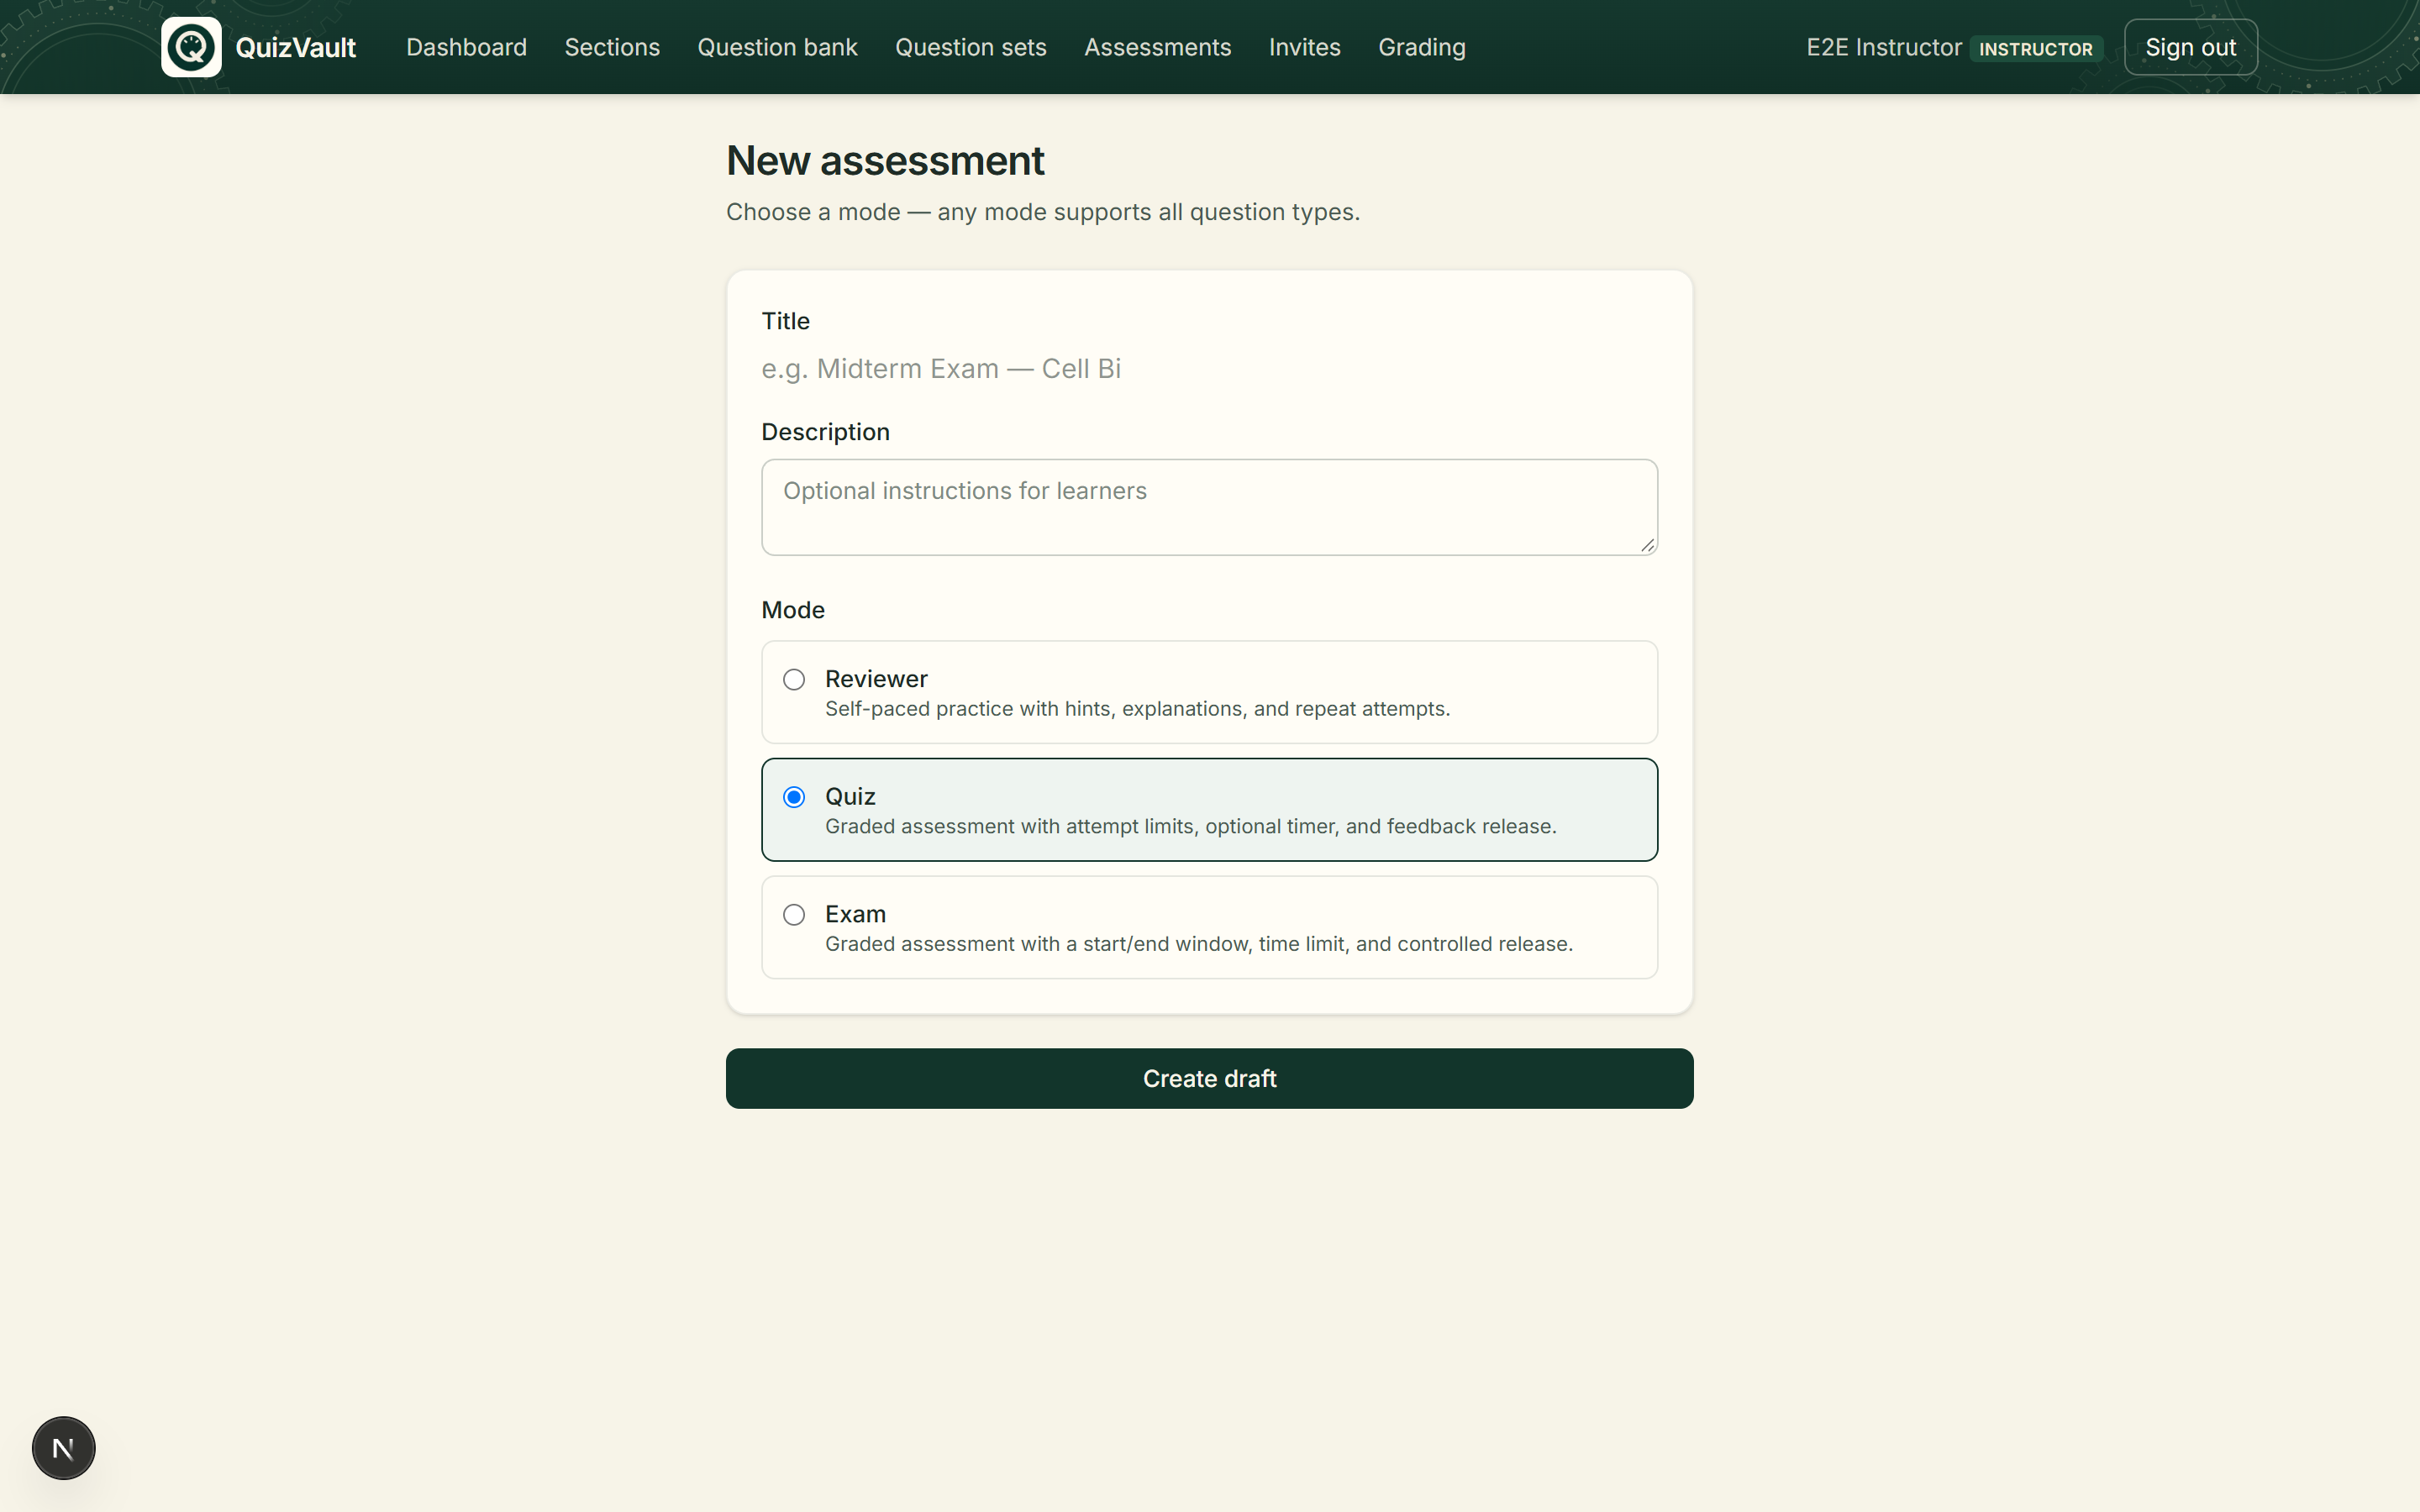 QuizVault
Dashboard
Sections
Question bank
Question sets
Assessments
Invites
Grading
E2E Instructor
INSTRUCTOR
Sign out
New assessment
Choose a mode — any mode supports all question types.
Title
e.g. Midterm Exam — Cell Bi
Description
Optional instructions for learners
Mode
Reviewer
Self-paced practice with hints, explanations, and repeat attempts.
Quiz
Graded assessment with attempt limits, optional timer, and feedback release.
Exam
Graded assessment with a start/end window, time limit, and controlled release.
Create draft
N